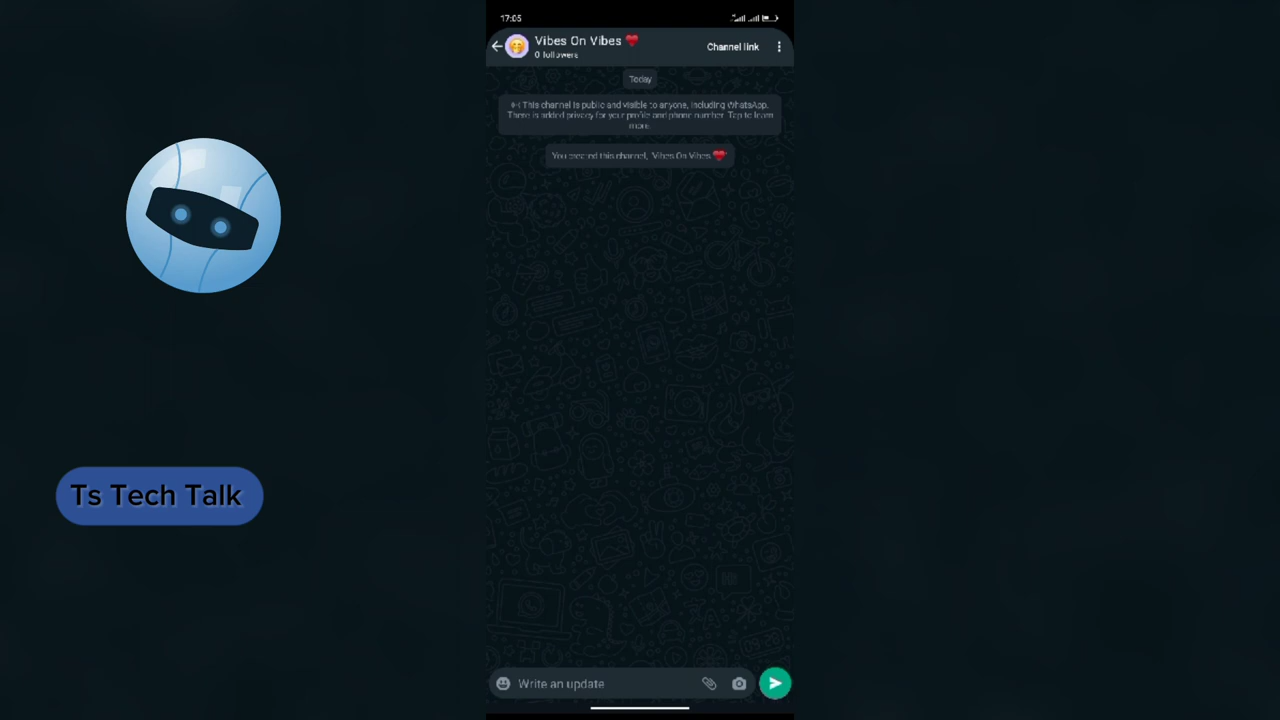 17:05
Vibes On Vibes ❤️
0 followers
Channel link
Today
This channel is public and visible to anyone, including WhatsApp.
There is added privacy for your profile and phone number. Tap to learn
more.
You created this channel, "Vibes On Vibes ❤️"
Ts Tech Talk
Write an update